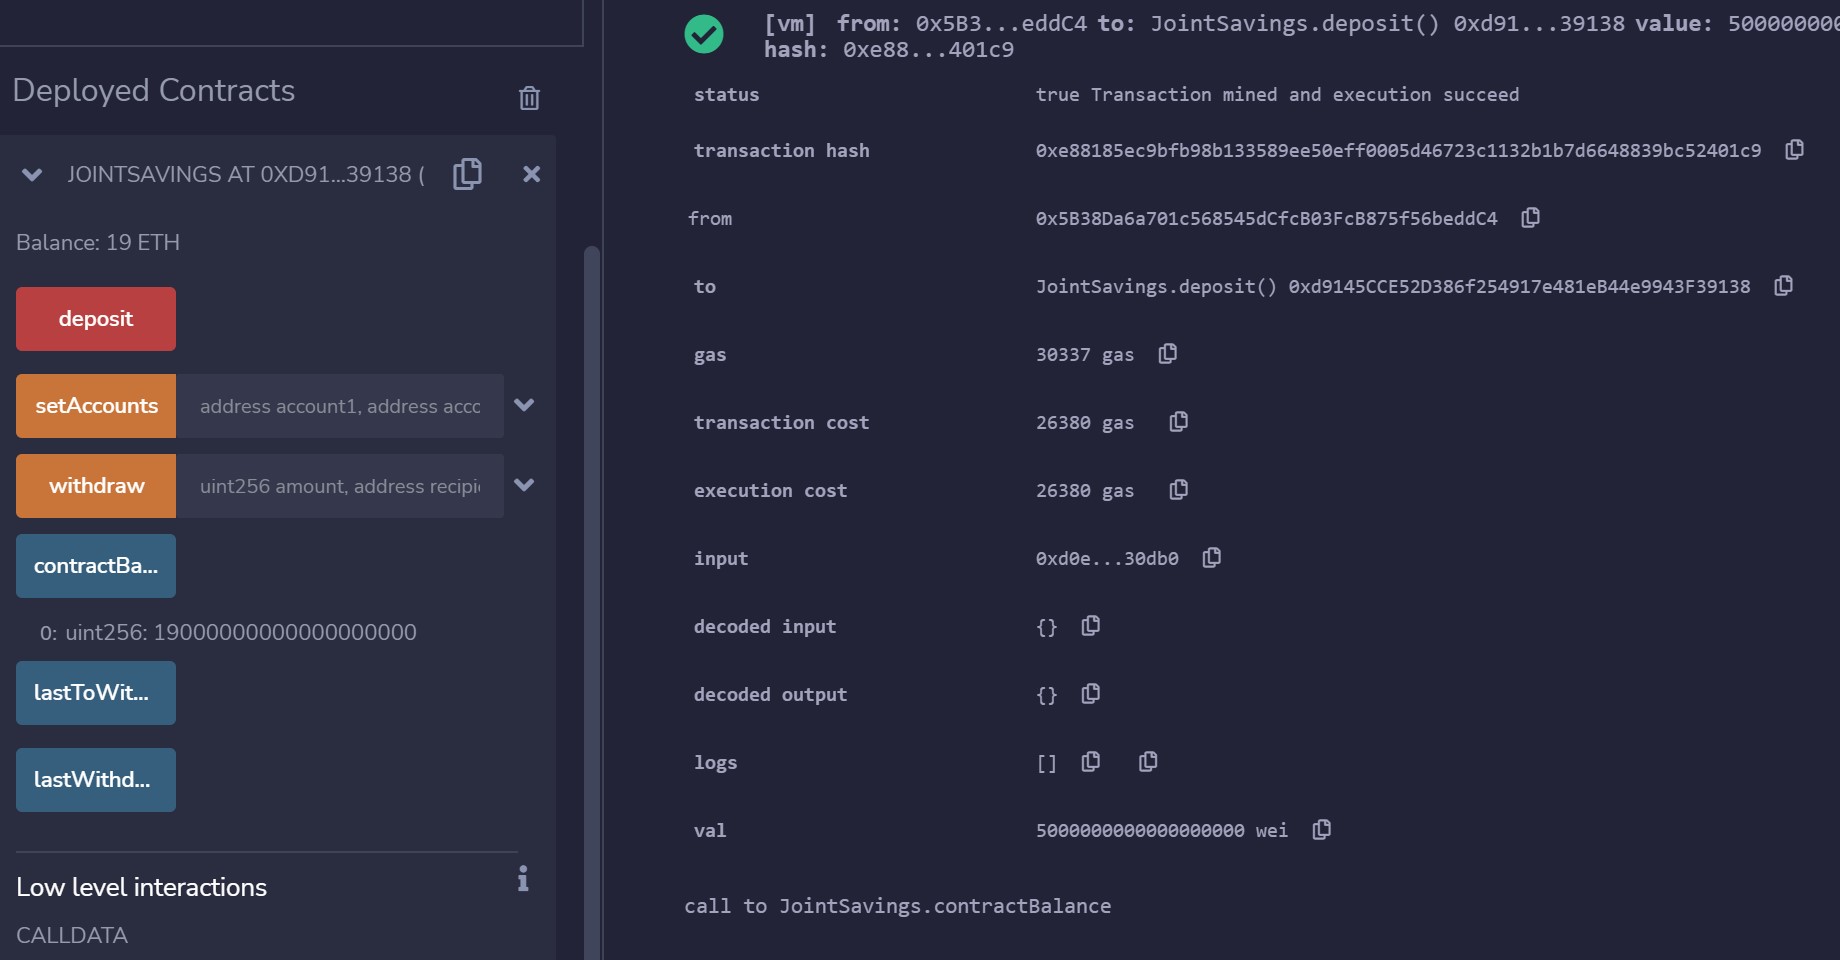 Deployed Contracts
JOINTSAVINGS AT 0XD91...39138 (
Balance: 19 ETH
deposit
setAccounts
address account1, address accc
withdraw
uint256 amount, address recipi
contractBa...
0: uint256: 19000000000000000000
lastToWit...
lastWithd...
Low level interactions
CALLDATA
[vm] from: 0x5B3...eddC4 to: JointSavings.deposit() 0xd91...39138 value: 500000000
hash: 0xe88...401c9
status true Transaction mined and execution succeed
transaction hash 0xe88185ec9bfb98b133589ee50eff0005d46723c1132b1b7d6648839bc52401c9
from 0x5B38Da6a701c568545dCfcB03FcB875f56beddC4
to JointSavings.deposit() 0xd9145CCE52D386f254917e481eB44e9943F39138
gas 30337 gas
transaction cost 26380 gas
execution cost 26380 gas
input 0xd0e...30db0
decoded input {}
decoded output {}
logs []
val 5000000000000000000 wei
call to JointSavings.contractBalance